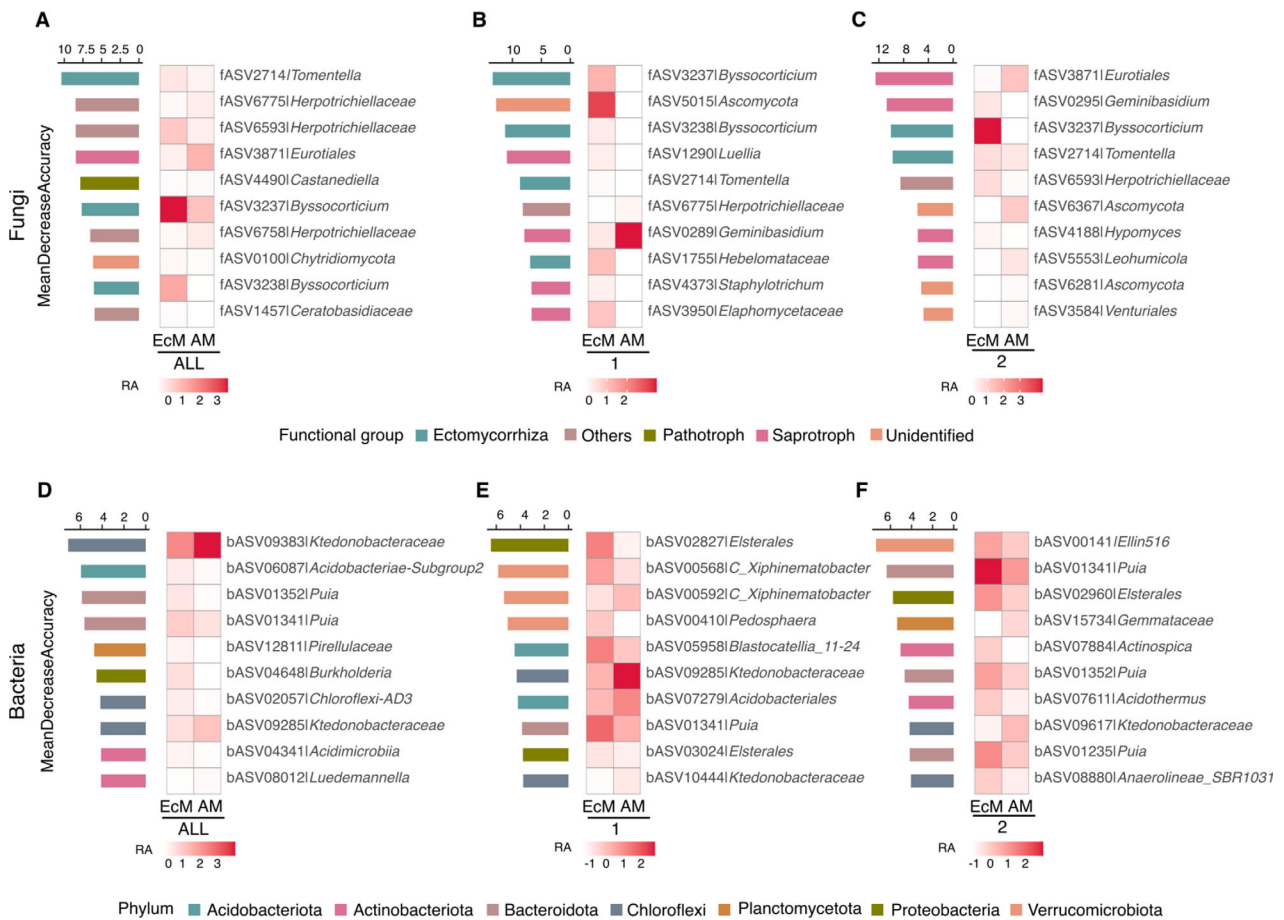 A
B
C
10 7.5 5 2.5 0
10 5 0
12 8 4 0
fASV2714|Tomentella
fASV6775|Herpotrichiellaceae
fASV6593|Herpotrichiellaceae
fASV3871|Eurotiales
fASV4490|Castanediella
fASV3237|Byssocorticium
fASV6758|Herpotrichiellaceae
fASV0100|Chytridiomycota
fASV3238|Byssocorticium
fASV1457|Ceratobasidiaceae
fASV3237|Byssocorticium
fASV5015|Ascomycota
fASV3238|Byssocorticium
fASV1290|Luellia
fASV2714|Tomentella
fASV6775|Herpotrichiellaceae
fASV0289|Geminibasidium
fASV1755|Hebelomataceae
fASV4373|Staphylotrichum
fASV3950|Elaphomycetaceae
fASV3871|Eurotiales
fASV0295|Geminibasidium
fASV3237|Byssocorticium
fASV2714|Tomentella
fASV6593|Herpotrichiellaceae
fASV6367|Ascomycota
fASV4188|Hypomyces
fASV5553|Leohumicola
fASV6281|Ascomycota
fASV3584|Venturiales
Fungi
MeanDecreaseAccuracy
EcM AM
ALL
RA
0 1 2 3
EcM AM
1
RA
0 1 2
EcM AM
2
RA
0 1 2 3
Functional group Ectomycorrhiza Others Pathotroph Saprotroph Unidentified
D
E
F
6 4 2 0
6 4 2 0
6 4 2 0
bASV09383|Ktedonobacteraceae
bASV06087|Acidobacteriae-Subgroup2
bASV01352|Puia
bASV01341|Puia
bASV12811|Pirellulaceae
bASV04648|Burkholderia
bASV02057|Chloroflexi-AD3
bASV09285|Ktedonobacteraceae
bASV04341|Acidimicrobiia
bASV08012|Luedemannella
bASV02827|Elsterales
bASV00568|C_Xiphinematobacter
bASV00592|C_Xiphinematobacter
bASV00410|Pedosphaera
bASV05958|Blastocatellia_11-24
bASV09285|Ktedonobacteraceae
bASV07279|Acidobacteriales
bASV01341|Puia
bASV03024|Elsterales
bASV10444|Ktedonobacteraceae
bASV00141|Ellin516
bASV01341|Puia
bASV02960|Elsterales
bASV15734|Gemmataceae
bASV07884|Actinospica
bASV01352|Puia
bASV07611|Acidothermus
bASV09617|Ktedonobacteraceae
bASV01235|Puia
bASV08880|Anaerolineae_SBR1031
Bacteria
MeanDecreaseAccuracy
EcM AM
ALL
RA
0 1 2 3
EcM AM
1
RA
-1 0 1 2
EcM AM
2
RA
-1 0 1 2
Phylum Acidobacteriota Actinobacteriota Bacteroidota Chloroflexi Planctomycetota Proteobacteria Verrucomicrobiota